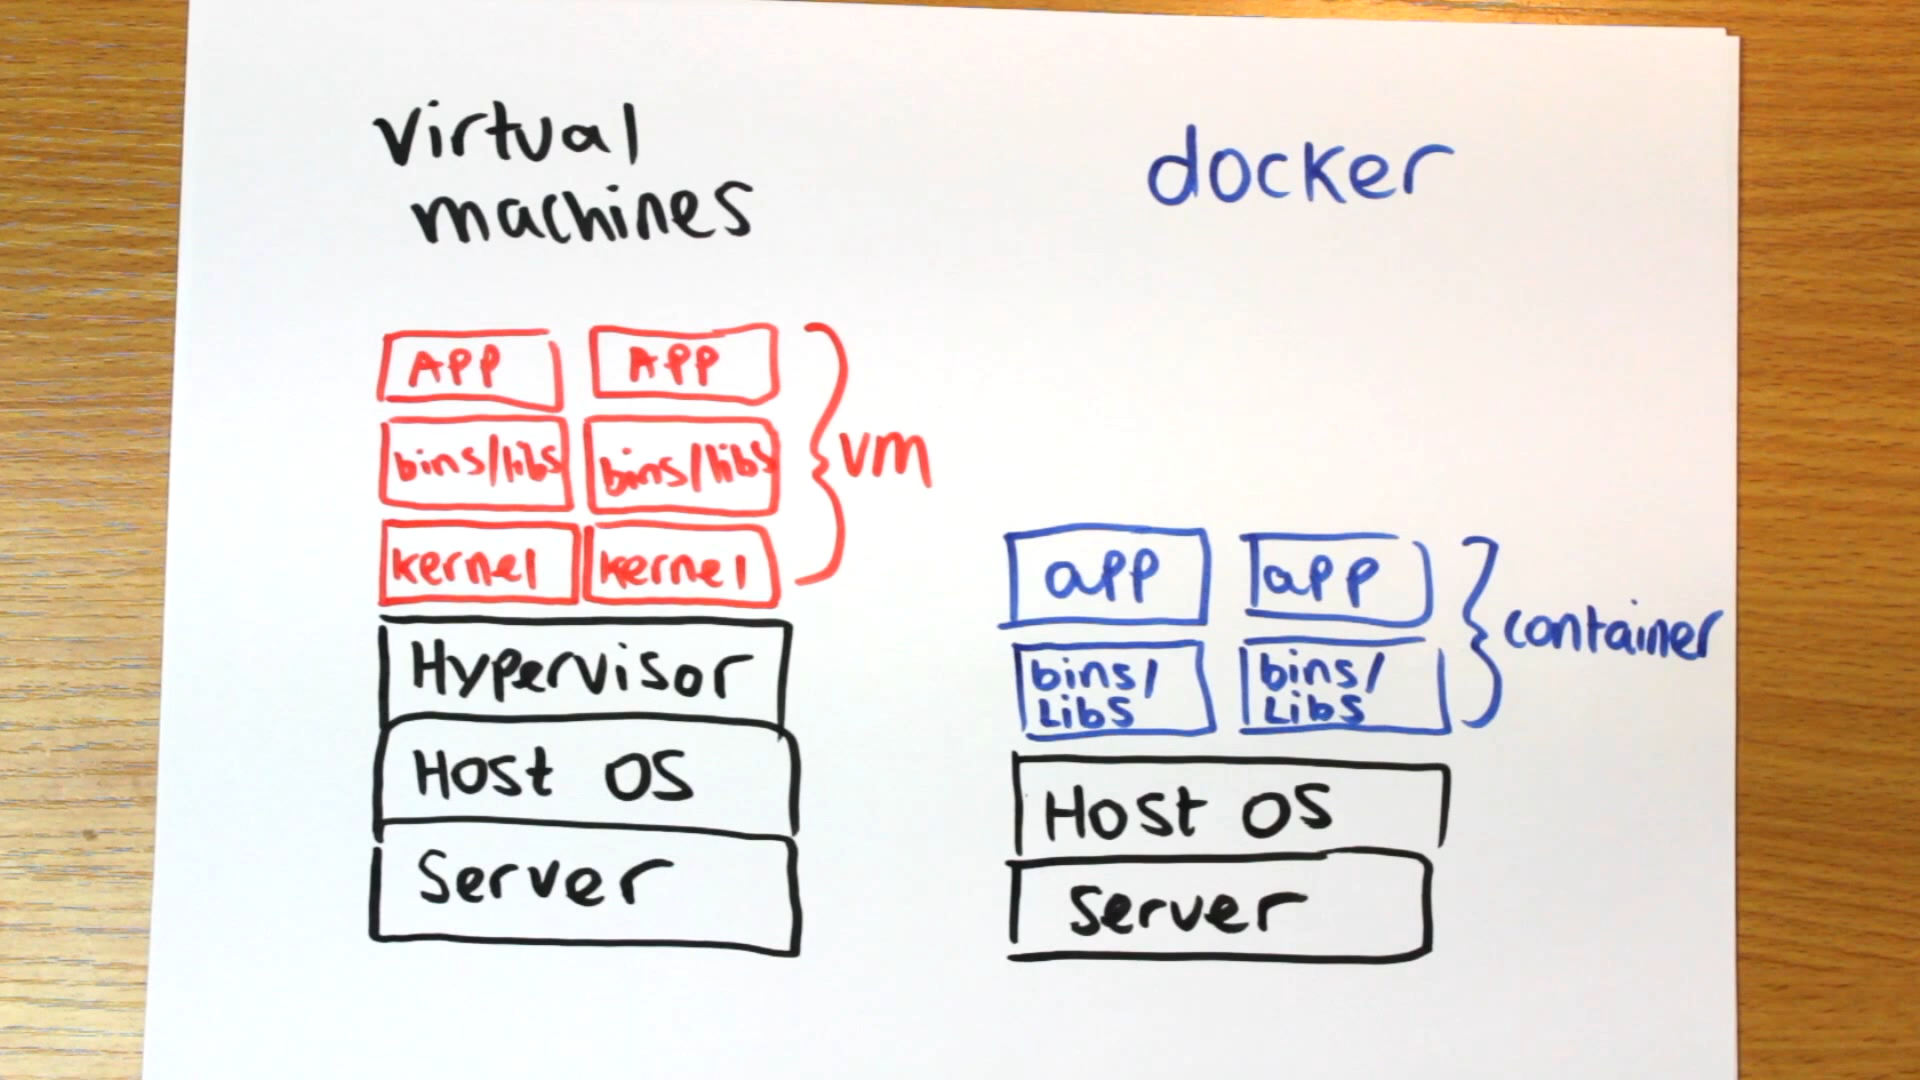 virtual
machines
docker
APP APP
bins/libs bins/libs
kernel kernel
vm
Hypervisor
Host OS
Server
app app
bins/ bins/
Libs Libs
container
Host OS
Server